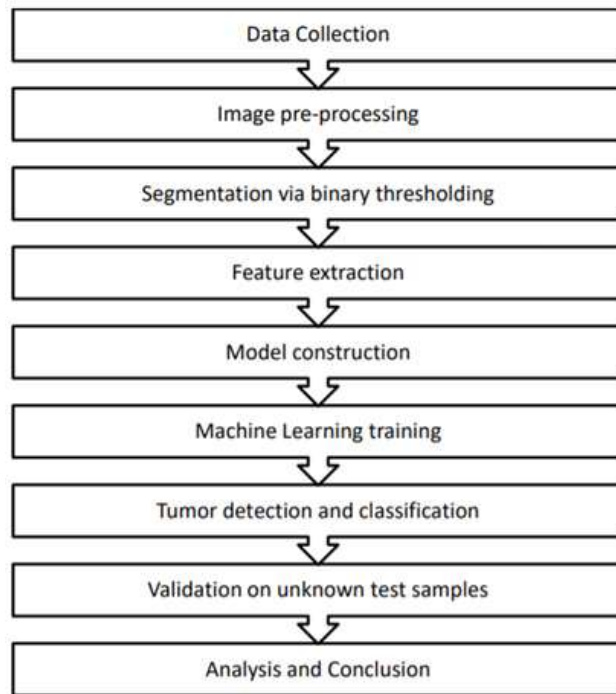 Data Collection
Image pre-processing
Segmentation via binary thresholding
Feature extraction
Model construction
Machine Learning training
Tumor detection and classification
Validation on unknown test samples
Analysis and Conclusion